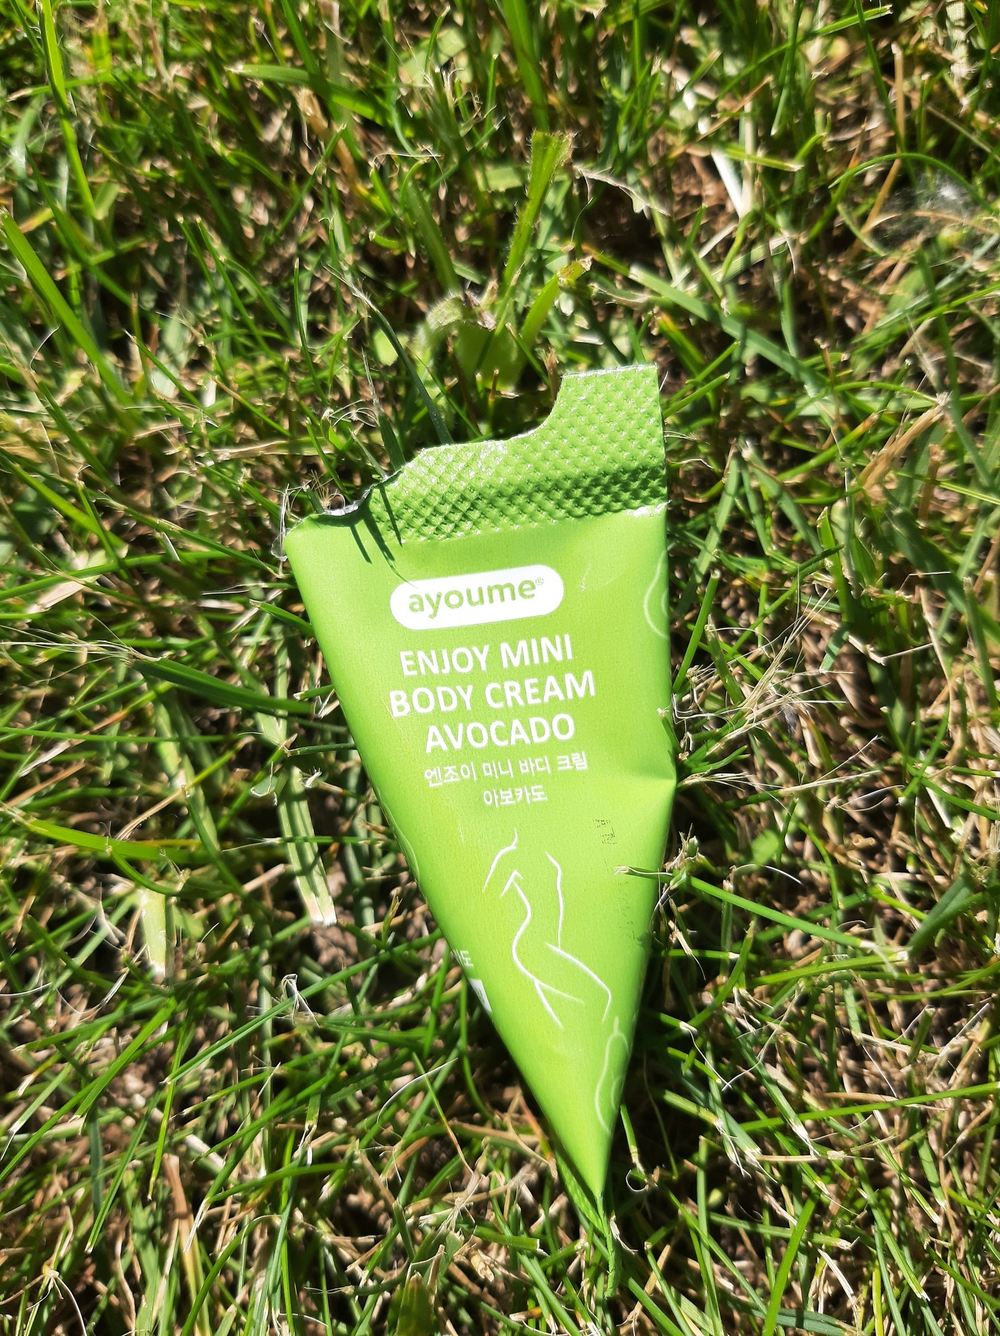 ayoume®
ENJOY MINI
BODY CREAM
AVOCADO
엔조이 미니 바디 크림
아보카도